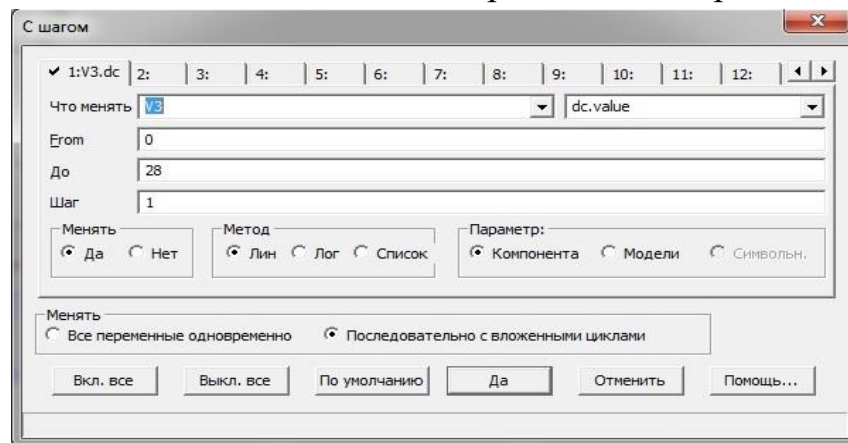 С шагом
1:V3.dc 2: 3: 4: 5: 6: 7: 8: 9: 10: 11: 12:
Что менять V3 dc.value
From 0
До 28
Шаг 1
Менять Метод Параметр:
Да Нет Лин Лог Список Компонента Модели Символьн.
Менять
Все переменные одновременно Последовательно с вложенными циклами
Вкл. все Выкл. все По умолчанию Да Отменить Помощь...